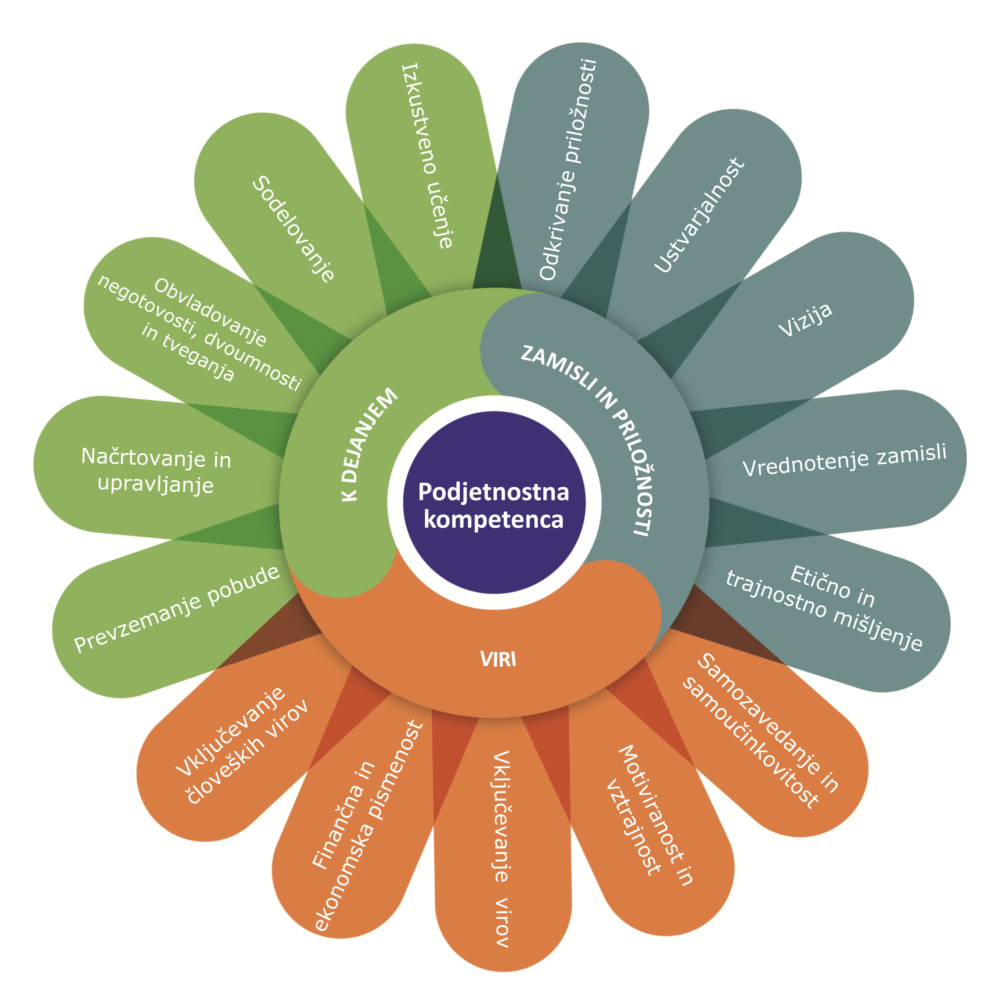 Podjetnostna
kompetenca
ZAMISLI IN PRILOŽNOSTI
Odkrivanje priložnosti
Ustvarjalnost
Vizija
Vrednotenje zamisli
Etično in
trajnostno mišljenje
VIRI
Samozavedanje in
samoučinkovitost
Motiviranost in
vztrajnost
Vključevanje virov
Finančna in
ekonomska pismenost
Vključevanje
človeških virov
K DEJANJEM
Prevzemanje pobude
Načrtovanje in
upravljanje
Obvladovanje
negotovosti, dvoumnosti
in tveganja
Sodelovanje
Izkustveno učenje